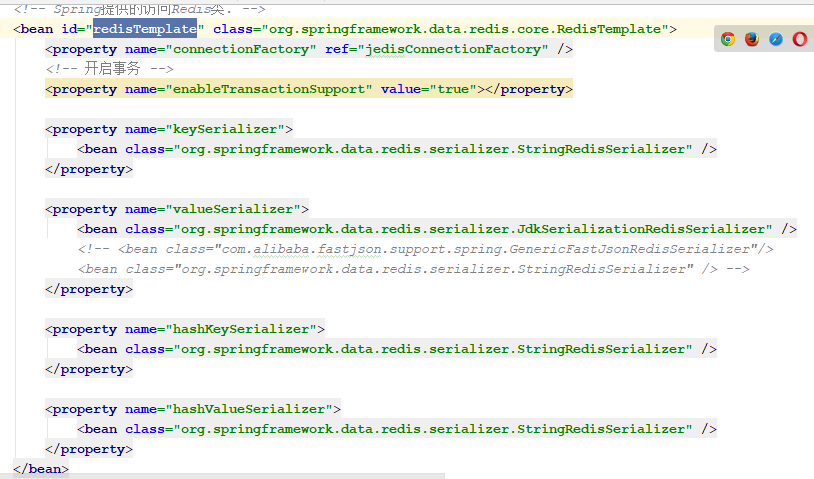 <!-- Spring提供的访问Redis类. -->
<bean id="redisTemplate" class="org.springframework.data.redis.core.RedisTemplate">
<property name="connectionFactory" ref="jedisConnectionFactory" />
<!-- 开启事务 -->
<property name="enableTransactionSupport" value="true"></property>
<property name="keySerializer">
<bean class="org.springframework.data.redis.serializer.StringRedisSerializer" />
</property>
<property name="valueSerializer">
<bean class="org.springframework.data.redis.serializer.JdkSerializationRedisSerializer" />
<!-- <bean class="com.alibaba.fastjson.support.spring.GenericFastJsonRedisSerializer"/>
<bean class="org.springframework.data.redis.serializer.StringRedisSerializer" /> -->
</property>
<property name="hashKeySerializer">
<bean class="org.springframework.data.redis.serializer.StringRedisSerializer" />
</property>
<property name="hashValueSerializer">
<bean class="org.springframework.data.redis.serializer.StringRedisSerializer" />
</property>
</bean>